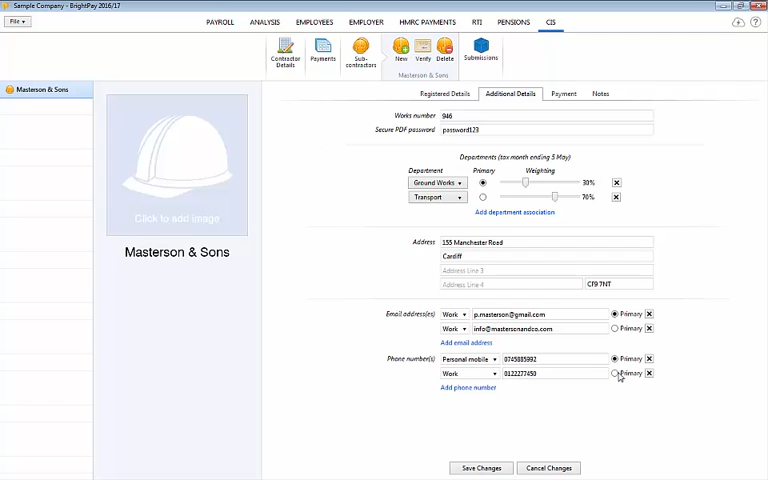 Sample Company - BrightPay 2016/17
File
PAYROLL ANALYSIS EMPLOYEES EMPLOYER HMRC PAYMENTS RTI PENSIONS CIS
Contractor Details Payments Sub-contractors New Verify Delete Submissions
Masterson & Sons
Masterson & Sons
Registered Details Additional Details Payment Notes
Works number 946
Secure PDF password password123
Departments (tax month ending 5 May)
Department Primary Weighting
Ground Works 30%
Transport 70%
Add department association
Click to add image
Masterson & Sons
Address 155 Manchester Road
Cardiff
Address Line 3
Address Line 4 CF9 7NT
Email address(es) Work p.masterson@gmail.com Primary
Work info@mastersonandco.com Primary
Add email address
Phone number(s) Personal mobile 0745885992 Primary
Work 0122277450 Primary
Add phone number
Save Changes Cancel Changes